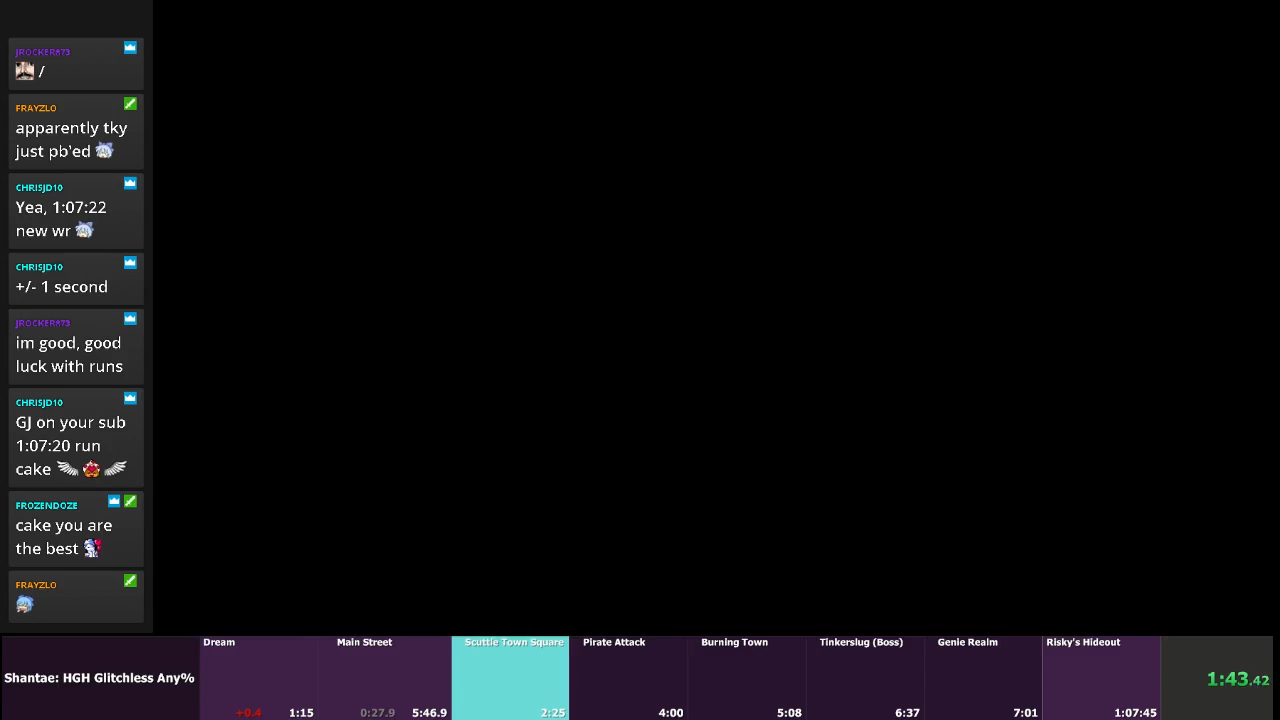 JROCKER873
/
FRAYZLO
apparently tky
just pb'ed
CHRISJD10
Yea, 1:07:22
new wr
CHRISJD10
+/- 1 second
JROCKER873
im good, good
luck with runs
CHRISJD10
GJ on your sub
1:07:20 run
cake
FROZENDOZE
cake you are
the best
FRAYZLO
Shantae: HGH Glitchless Any%
Dream
+0.4 1:15
Main Street
0:27.9 5:46.9
Scuttle Town Square
2:25
Pirate Attack
4:00
Burning Town
5:08
Tinkerslug (Boss)
6:37
Genie Realm
7:01
Risky's Hideout
1:07:45
1:43.42